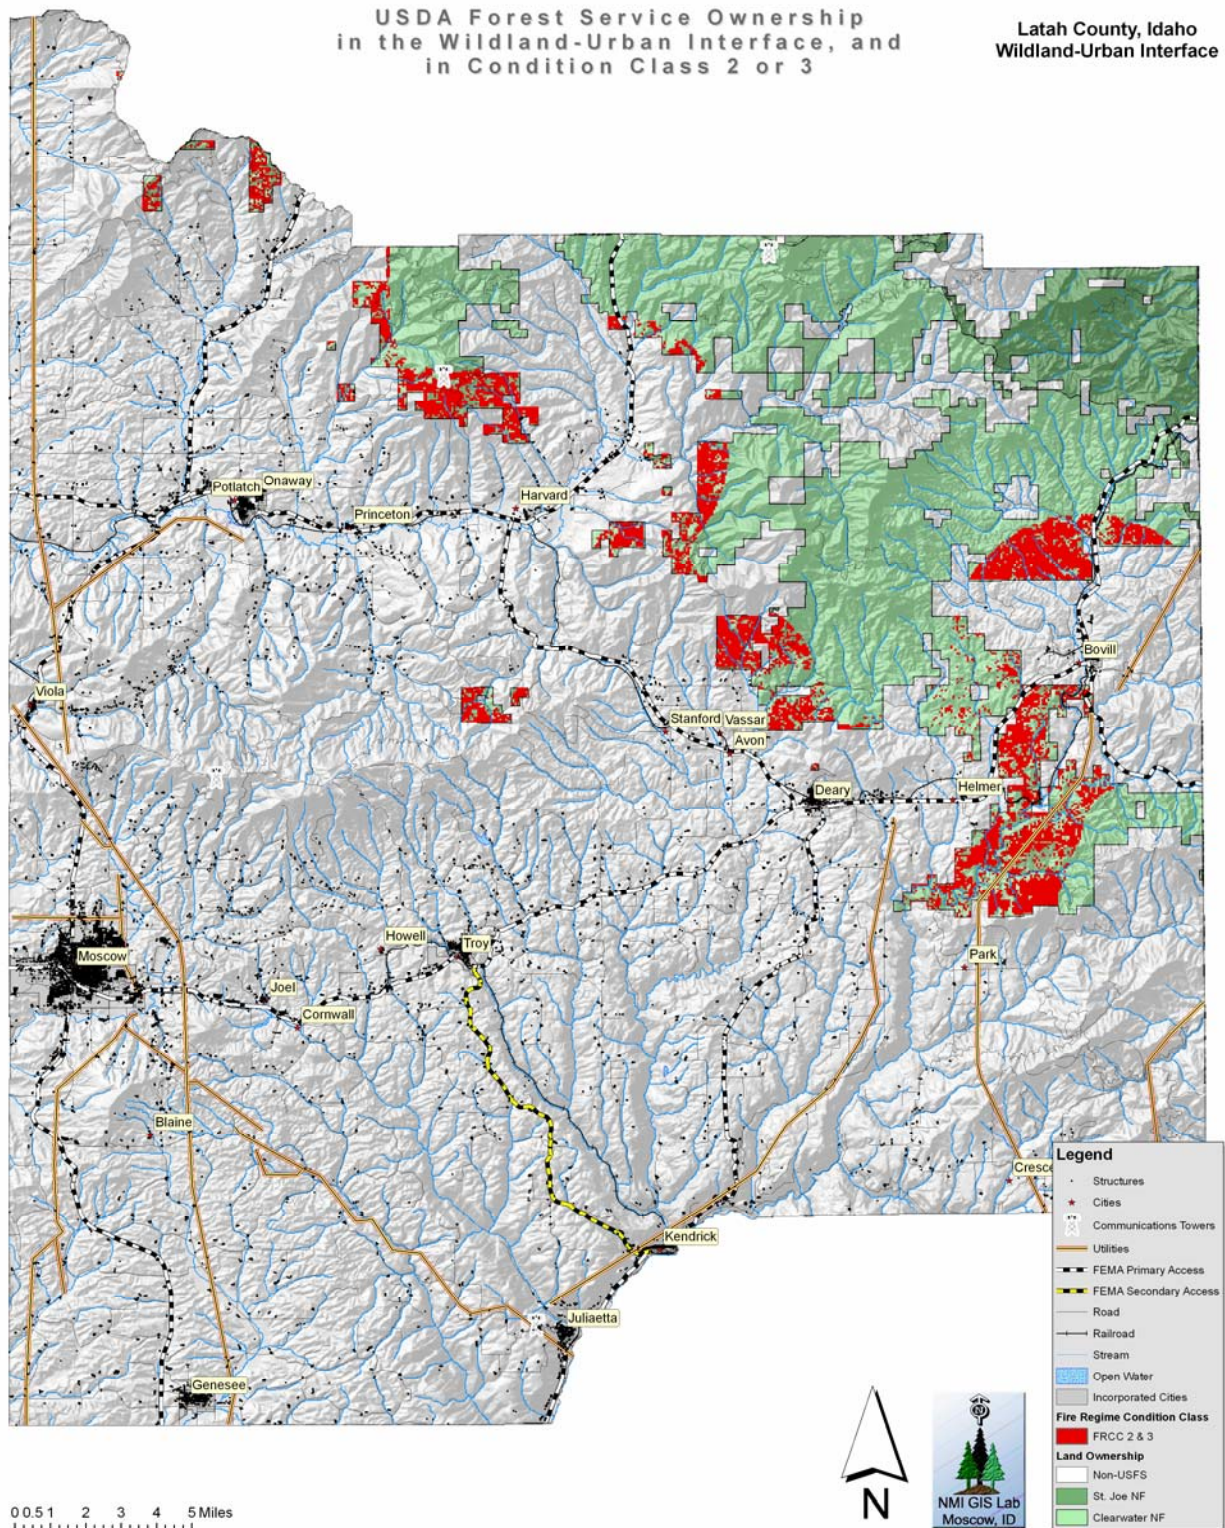 USDA Forest Service Ownership
in the Wildland-Urban Interface, and
in Condition Class 2 or 3
Latah County, Idaho
Wildland-Urban Interface
Potlatch
Onaway
Princeton
Harvard
Viola
Bovill
Stanford
Vassar
Avon
Deary
Helmer
Moscow
Howell
Troy
Joel
Cornwall
Park
Blaine
Kendrick
Juliaetta
Genesee
Legend
Structures
Cities
Communications Towers
Utilities
FEMA Primary Access
FEMA Secondary Access
Road
Railroad
Stream
Open Water
Incorporated Cities
Fire Regime Condition Class
FRCC 2 & 3
Land Ownership
Non-USFS
St. Joe NF
Clearwater NF
N
N
NMI GIS Lab
Moscow, ID
0 0.5 1 2 3 4 5 Miles